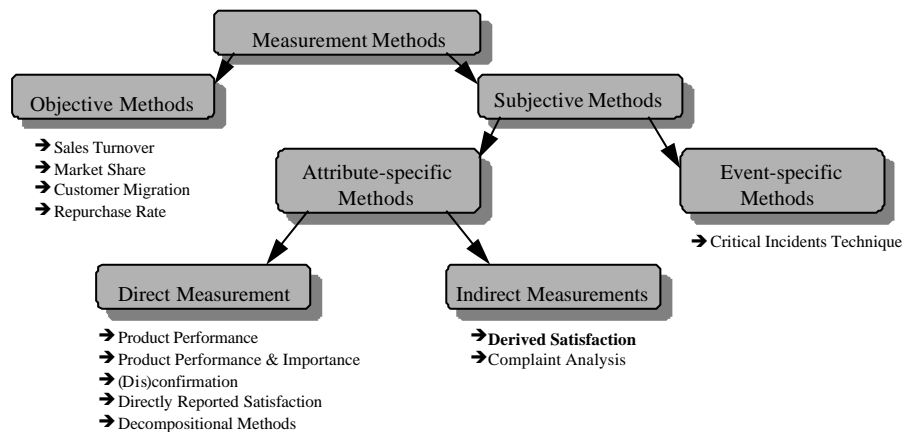 Measurement Methods
Objective Methods
➔ Sales Turnover
➔ Market Share
➔ Customer Migration
➔ Repurchase Rate
Subjective Methods
Attribute-specific
Methods
Event-specific
Methods
➔ Critical Incidents Technique
Direct Measurement
➔ Product Performance
➔ Product Performance & Importance
➔ (Dis)confirmation
➔ Directly Reported Satisfaction
➔ Decompositional Methods
Indirect Measurements
➔ Derived Satisfaction
➔ Complaint Analysis